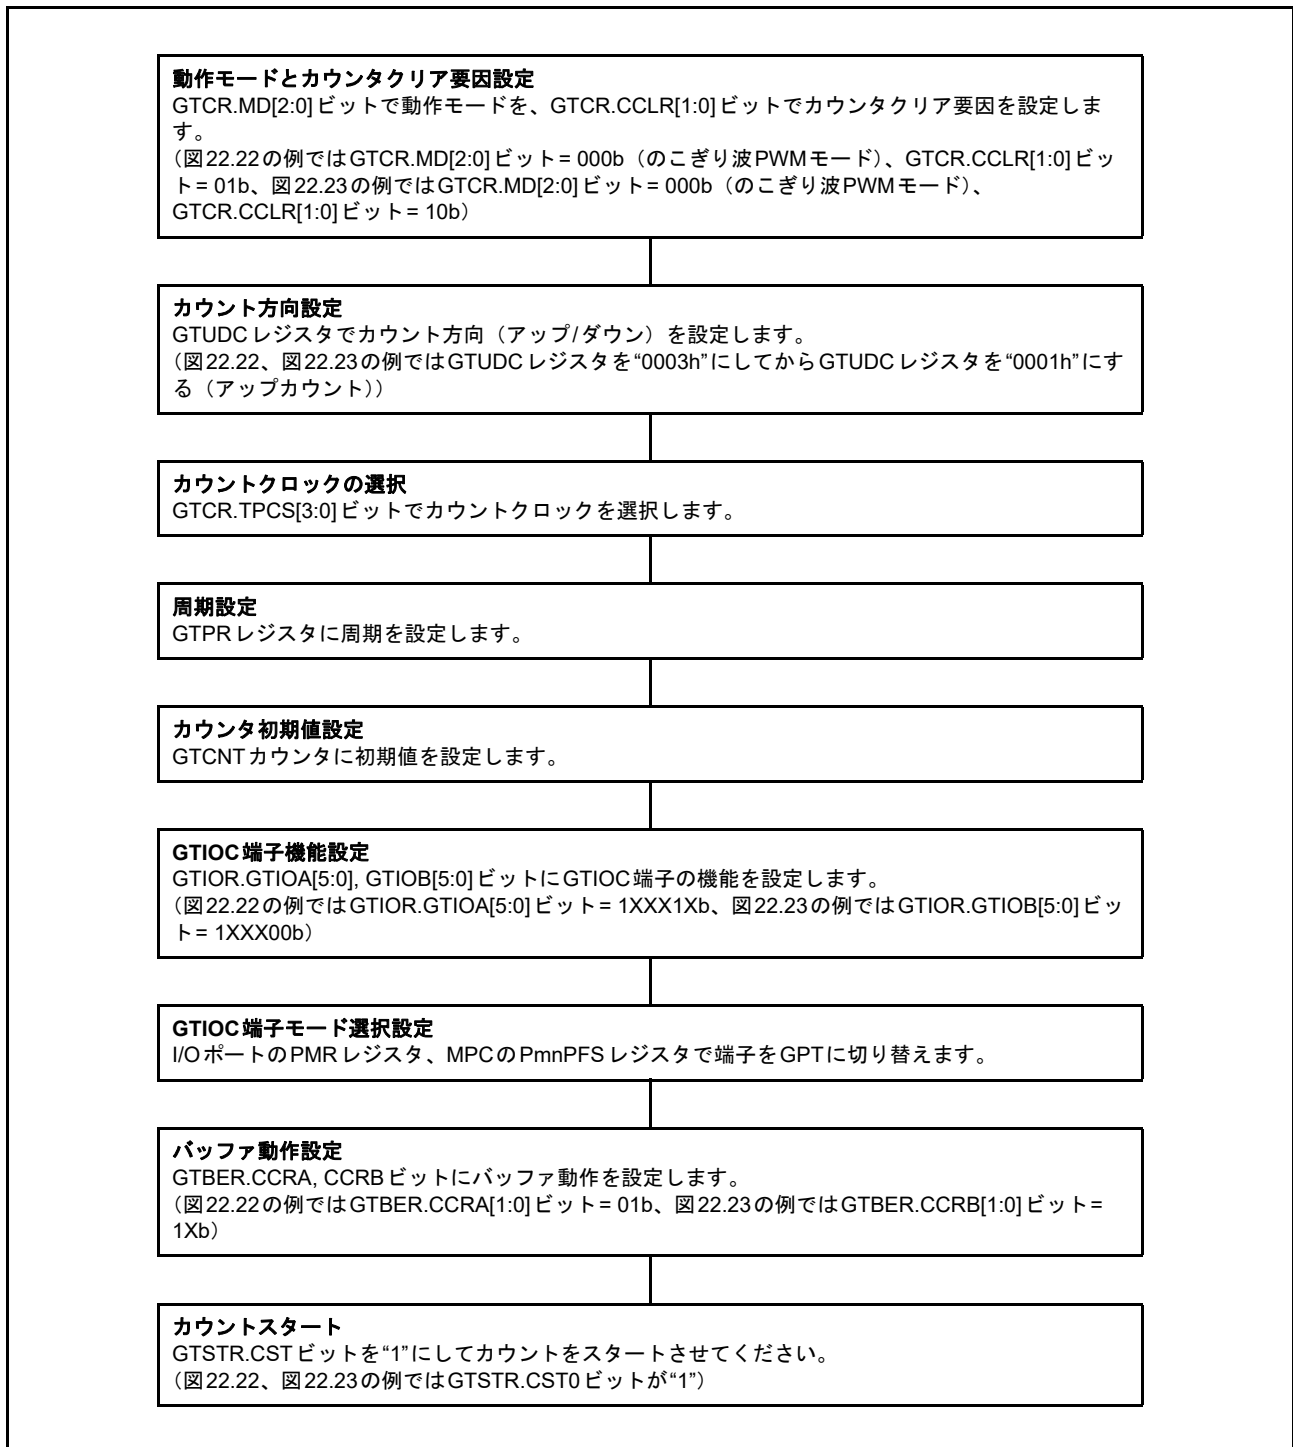 動作モードとカウンタクリア要因設定
GTCR.MD[2:0]ビットで動作モードを、GTCR.CCLR[1:0]ビットでカウンタクリア要因を設定しま
す。
（図22.22の例ではGTCR.MD[2:0]ビット= 000b（のこぎり波PWMモード）、GTCR.CCLR[1:0]ビッ
ト= 01b、図22.23の例ではGTCR.MD[2:0]ビット= 000b（のこぎり波PWMモード）、
GTCR.CCLR[1:0]ビット= 10b）
カウント方向設定
GTUDCレジスタでカウント方向（アップ/ダウン）を設定します。
（図22.22、図22.23の例ではGTUDCレジスタを“0003h”にしてからGTUDCレジスタを“0001h”にす
る（アップカウント））
カウントクロックの選択
GTCR.TPCS[3:0]ビットでカウントクロックを選択します。
周期設定
GTPRレジスタに周期を設定します。
カウンタ初期値設定
GTCNTカウンタに初期値を設定します。
GTIOC端子機能設定
GTIOR.GTIOA[5:0], GTIOB[5:0]ビットにGTIOC端子の機能を設定します。
（図22.22の例ではGTIOR.GTIOA[5:0]ビット= 1XXX1Xb、図22.23の例ではGTIOR.GTIOB[5:0]ビッ
ト= 1XXX00b）
GTIOC端子モード選択設定
I/OポートのPMRレジスタ、MPCのPmnPFSレジスタで端子をGPTに切り替えます。
バッファ動作設定
GTBER.CCRA, CCRBビットにバッファ動作を設定します。
（図22.22の例ではGTBER.CCRA[1:0]ビット= 01b、図22.23の例ではGTBER.CCRB[1:0]ビット=
1Xb）
カウントスタート
GTSTR.CSTビットを“1”にしてカウントをスタートさせてください。
（図22.22、図22.23の例ではGTSTR.CST0ビットが“1”）